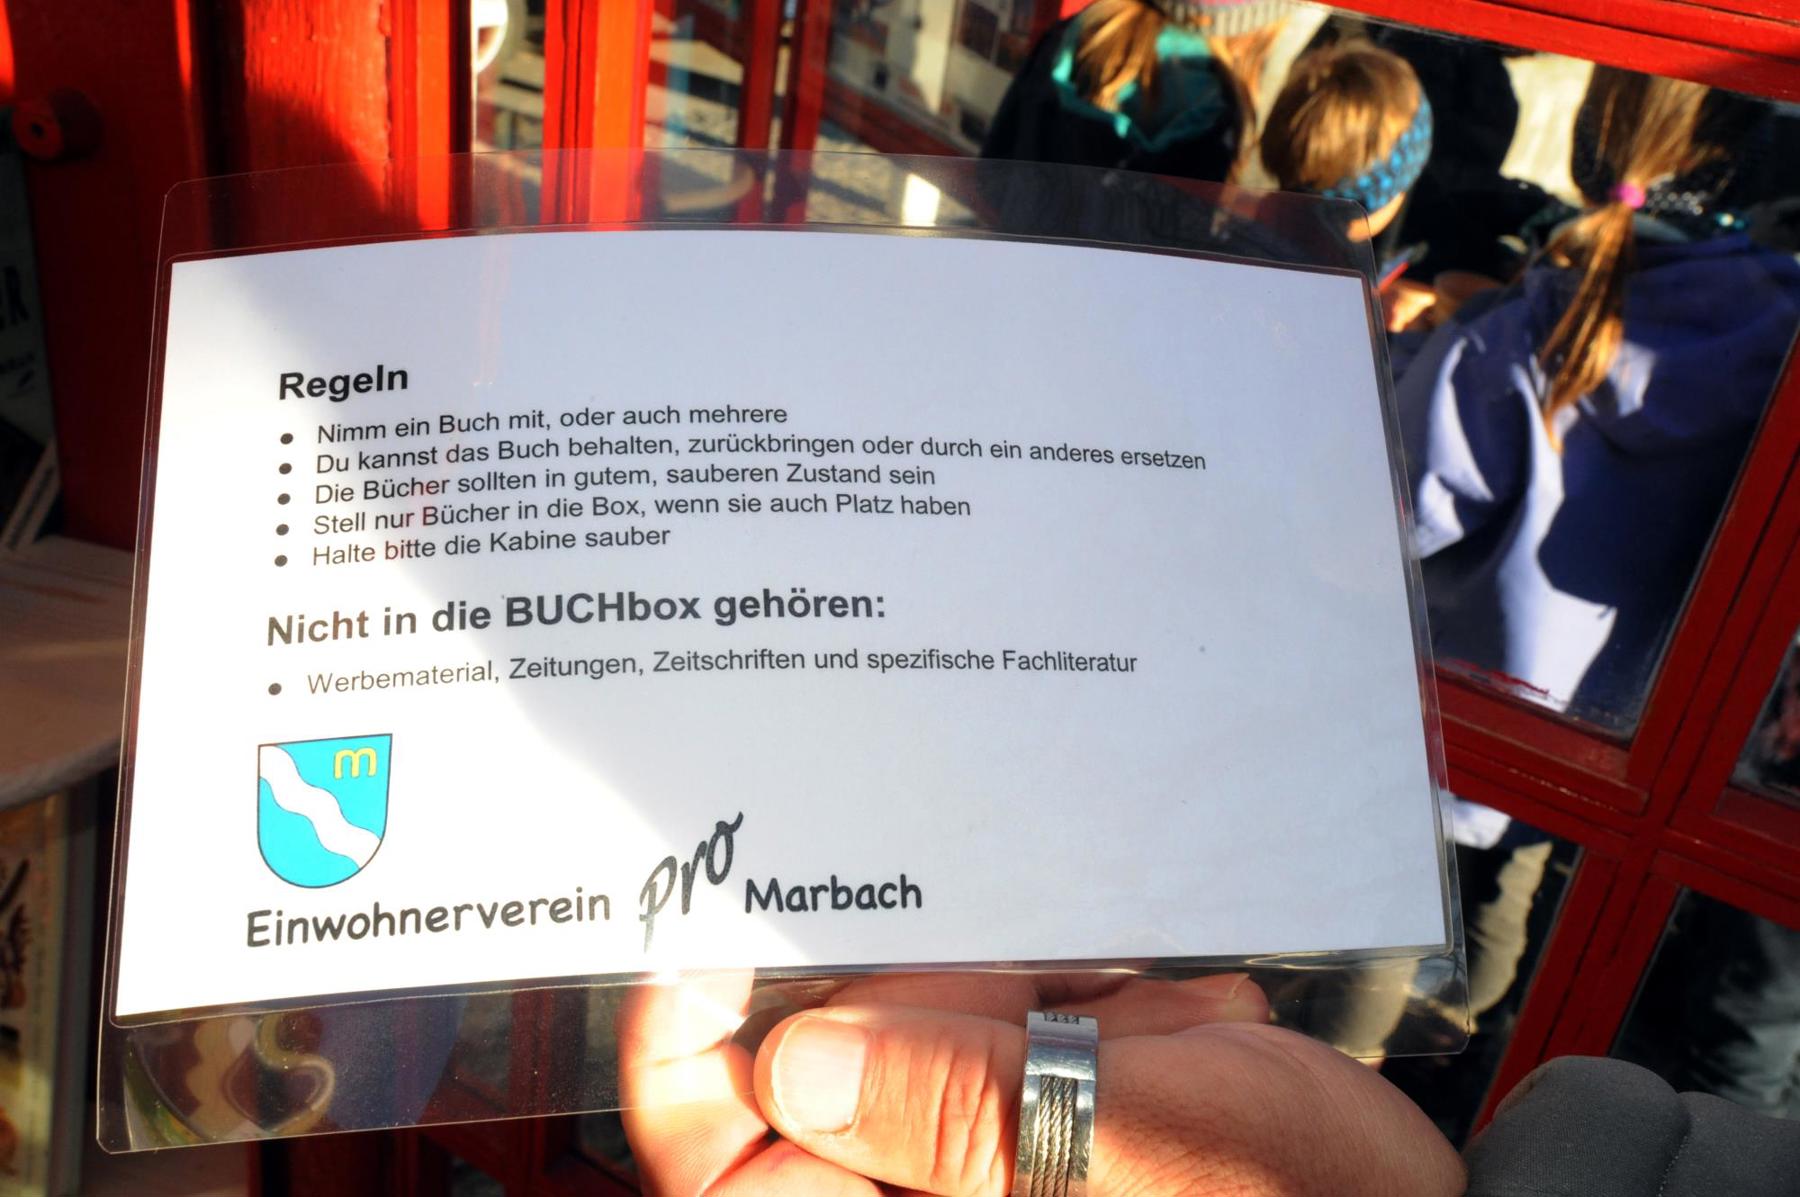 Regeln
• Nimm ein Buch mit, oder auch mehrere
• Du kannst das Buch behalten, zurückbringen oder durch ein anderes ersetzen
• Die Bücher sollten in gutem, sauberen Zustand sein
• Stell nur Bücher in die Box, wenn sie auch Platz haben
• Halte bitte die Kabine sauber
Nicht in die BUCHbox gehören:
• Werbematerial, Zeitungen, Zeitschriften und spezifische Fachliteratur
m
Einwohnerverein pro Marbach